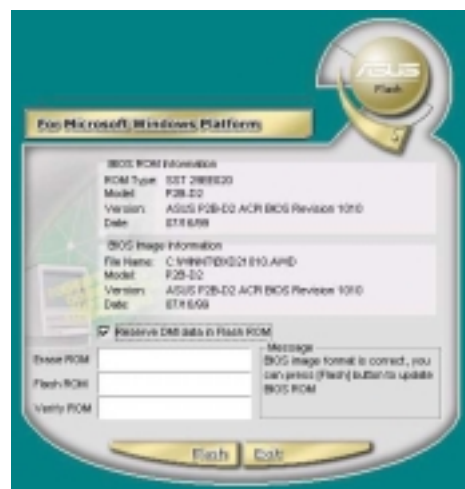 ASUS
Flash
For Microsoft Windows Platform
BIOS ROM Information
ROM Type: SST 29EE020
Model: P2B-D2
Version: ASUS P2B-D2 ACPI BIOS Revision 1010
Date: 07/16/99
BIOS Image Information
File Name:
Model: P2B-D2
Version: ASUS P2B-D2 ACPI BIOS Revision 1010
Date: 07/16/99
Reserve DMI data in Flash ROM
Erase ROM
Flash ROM
Verify ROM
Message
BIOS image format is correct, you
can press [Flash] button to update
BIOS ROM
Flash
Exit